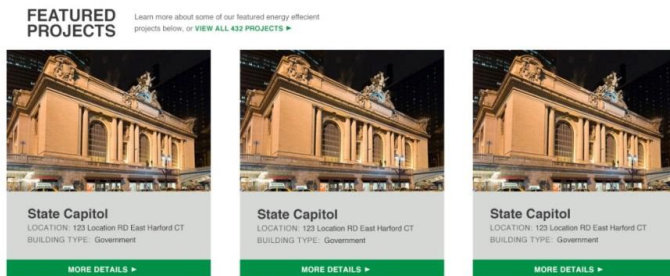 FEATURED
PROJECTS
Learn more about some of our featured energy effecient
projects below, or VIEW ALL 432 PROJECTS ►
State Capitol
LOCATION: 123 Location RD East Harford CT
BUILDING TYPE: Government
MORE DETAILS ►
State Capitol
LOCATION: 123 Location RD East Harford CT
BUILDING TYPE: Government
MORE DETAILS ►
State Capitol
LOCATION: 123 Location RD East Harford CT
BUILDING TYPE: Government
MORE DETAILS ►